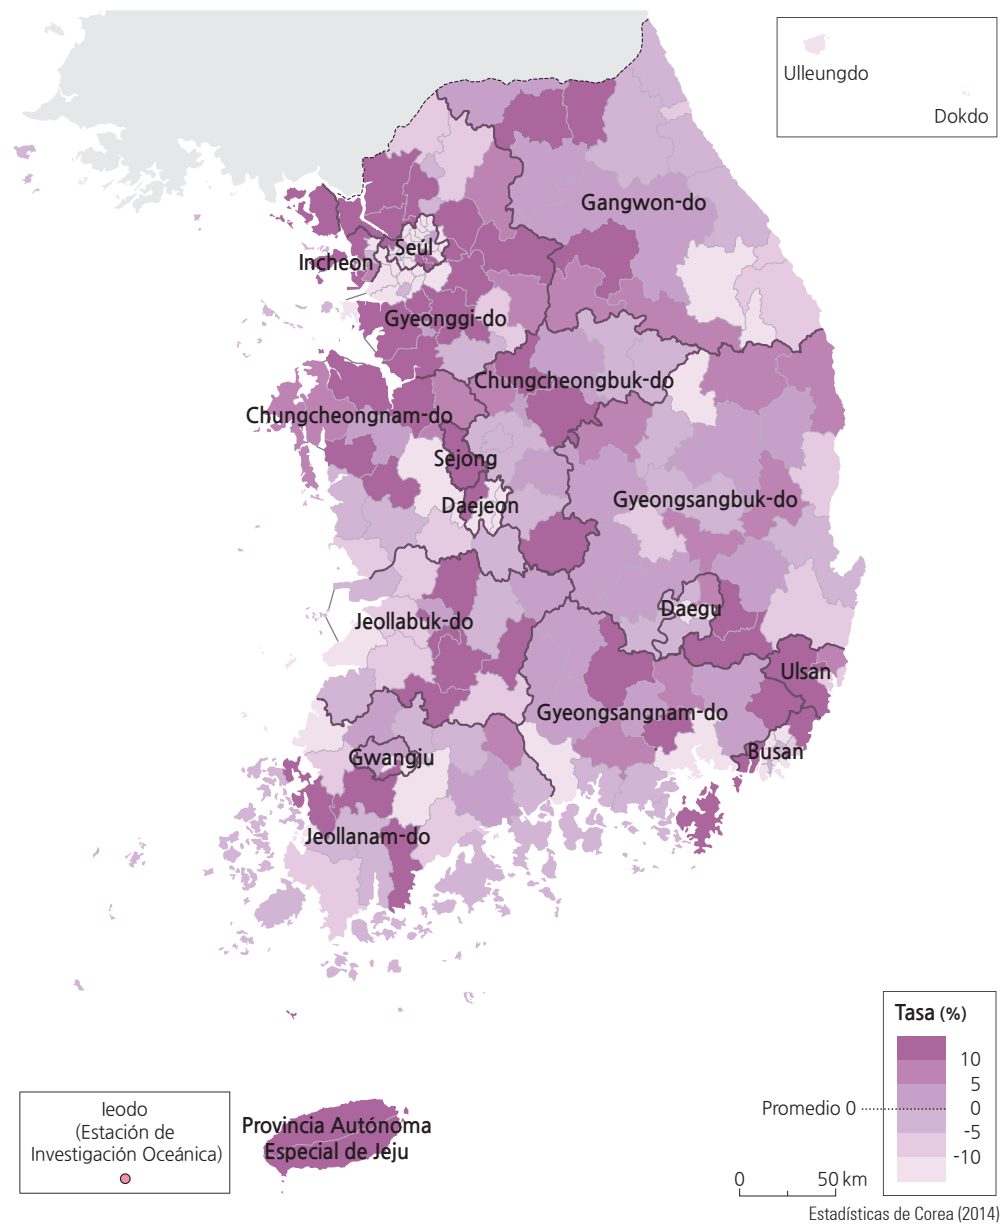 Ulleungdo
Dokdo
Gangwon-do
Seúl
Incheon
Gyeonggi-do
Chungcheongbuk-do
Chungcheongnam-do
Sejong
Gyeongsangbuk-do
Daejeon
Daegu
Jeollabuk-do
Ulsan
Gyeongsangnam-do
Busan
Gwangju
Jeollanam-do
Tasa (%)
10
5
Promedio 0
0
-5
-10
Ieodo
(Estación de
Investigación Oceánica)
Provincia Autónoma
Especial de Jeju
0
50 km
Estadísticas de Corea (2014)